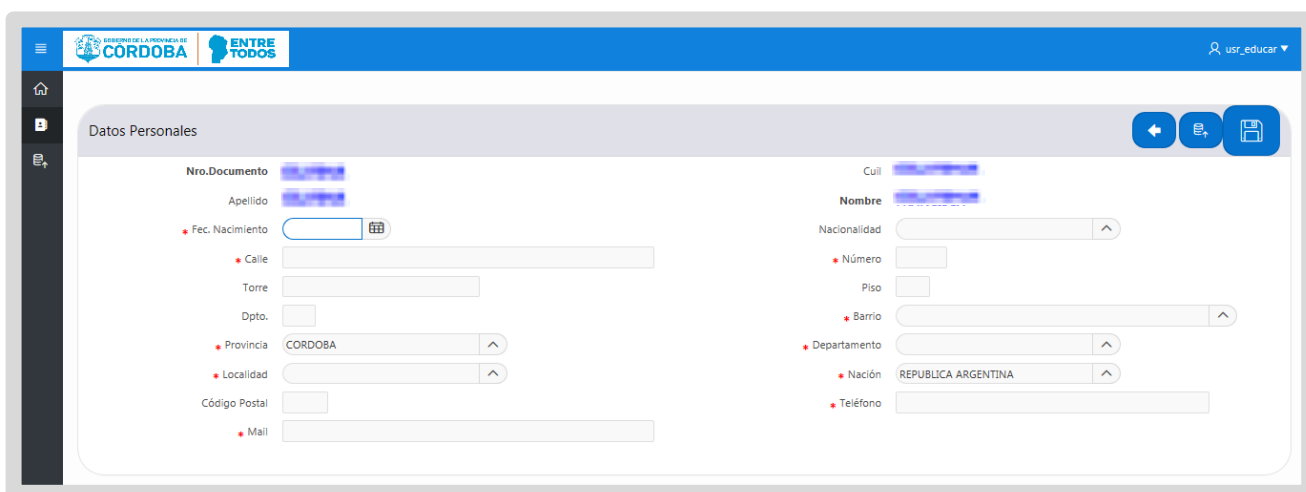 GOBIERNO DE LA PROVINCIA DE
CÓRDOBA
ENTRE
TODOS
usr_educar
Datos Personales
Nro.Documento
Cuil
Apellido
Nombre
* Fec. Nacimiento
Nacionalidad
* Calle
* Número
Torre
Piso
Dpto.
* Barrio
* Provincia CORDOBA
* Departamento
* Localidad
* Nación REPUBLICA ARGENTINA
Código Postal
* Teléfono
* Mail